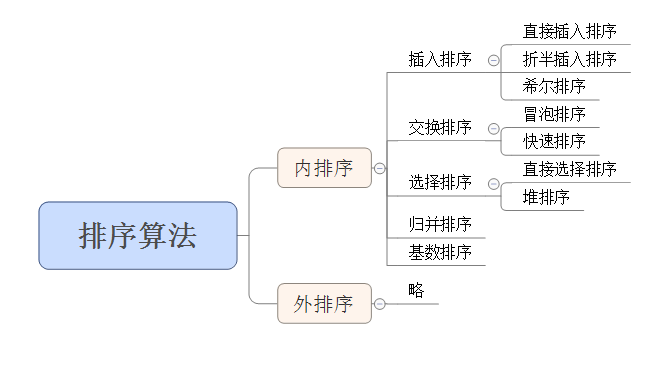 排序算法
内排序
插入排序
直接插入排序
折半插入排序
希尔排序
交换排序
冒泡排序
快速排序
选择排序
直接选择排序
堆排序
归并排序
基数排序
外排序
略